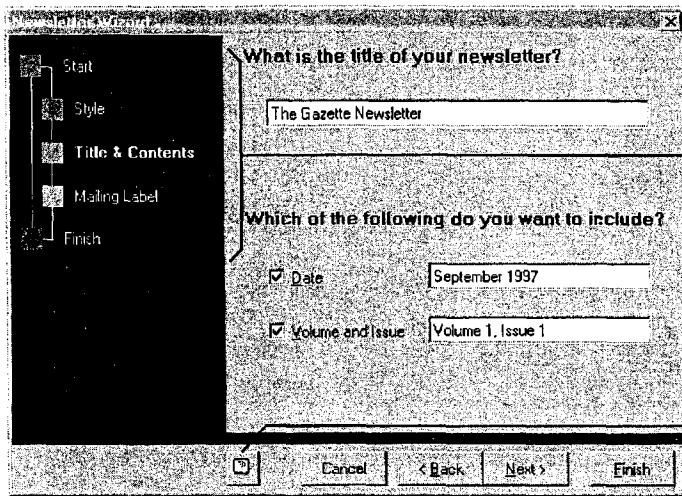 Newsletter Wizard
What is the title of your newsletter?
Start
Style
The Gazette Newsletter
Title & Contents
Mailing Label
Which of the following do you want to include?
Finish
Date
September 1997
Volume and Issue
Volume 1, Issue 1
?
Cancel
< Back
Next >
Finish